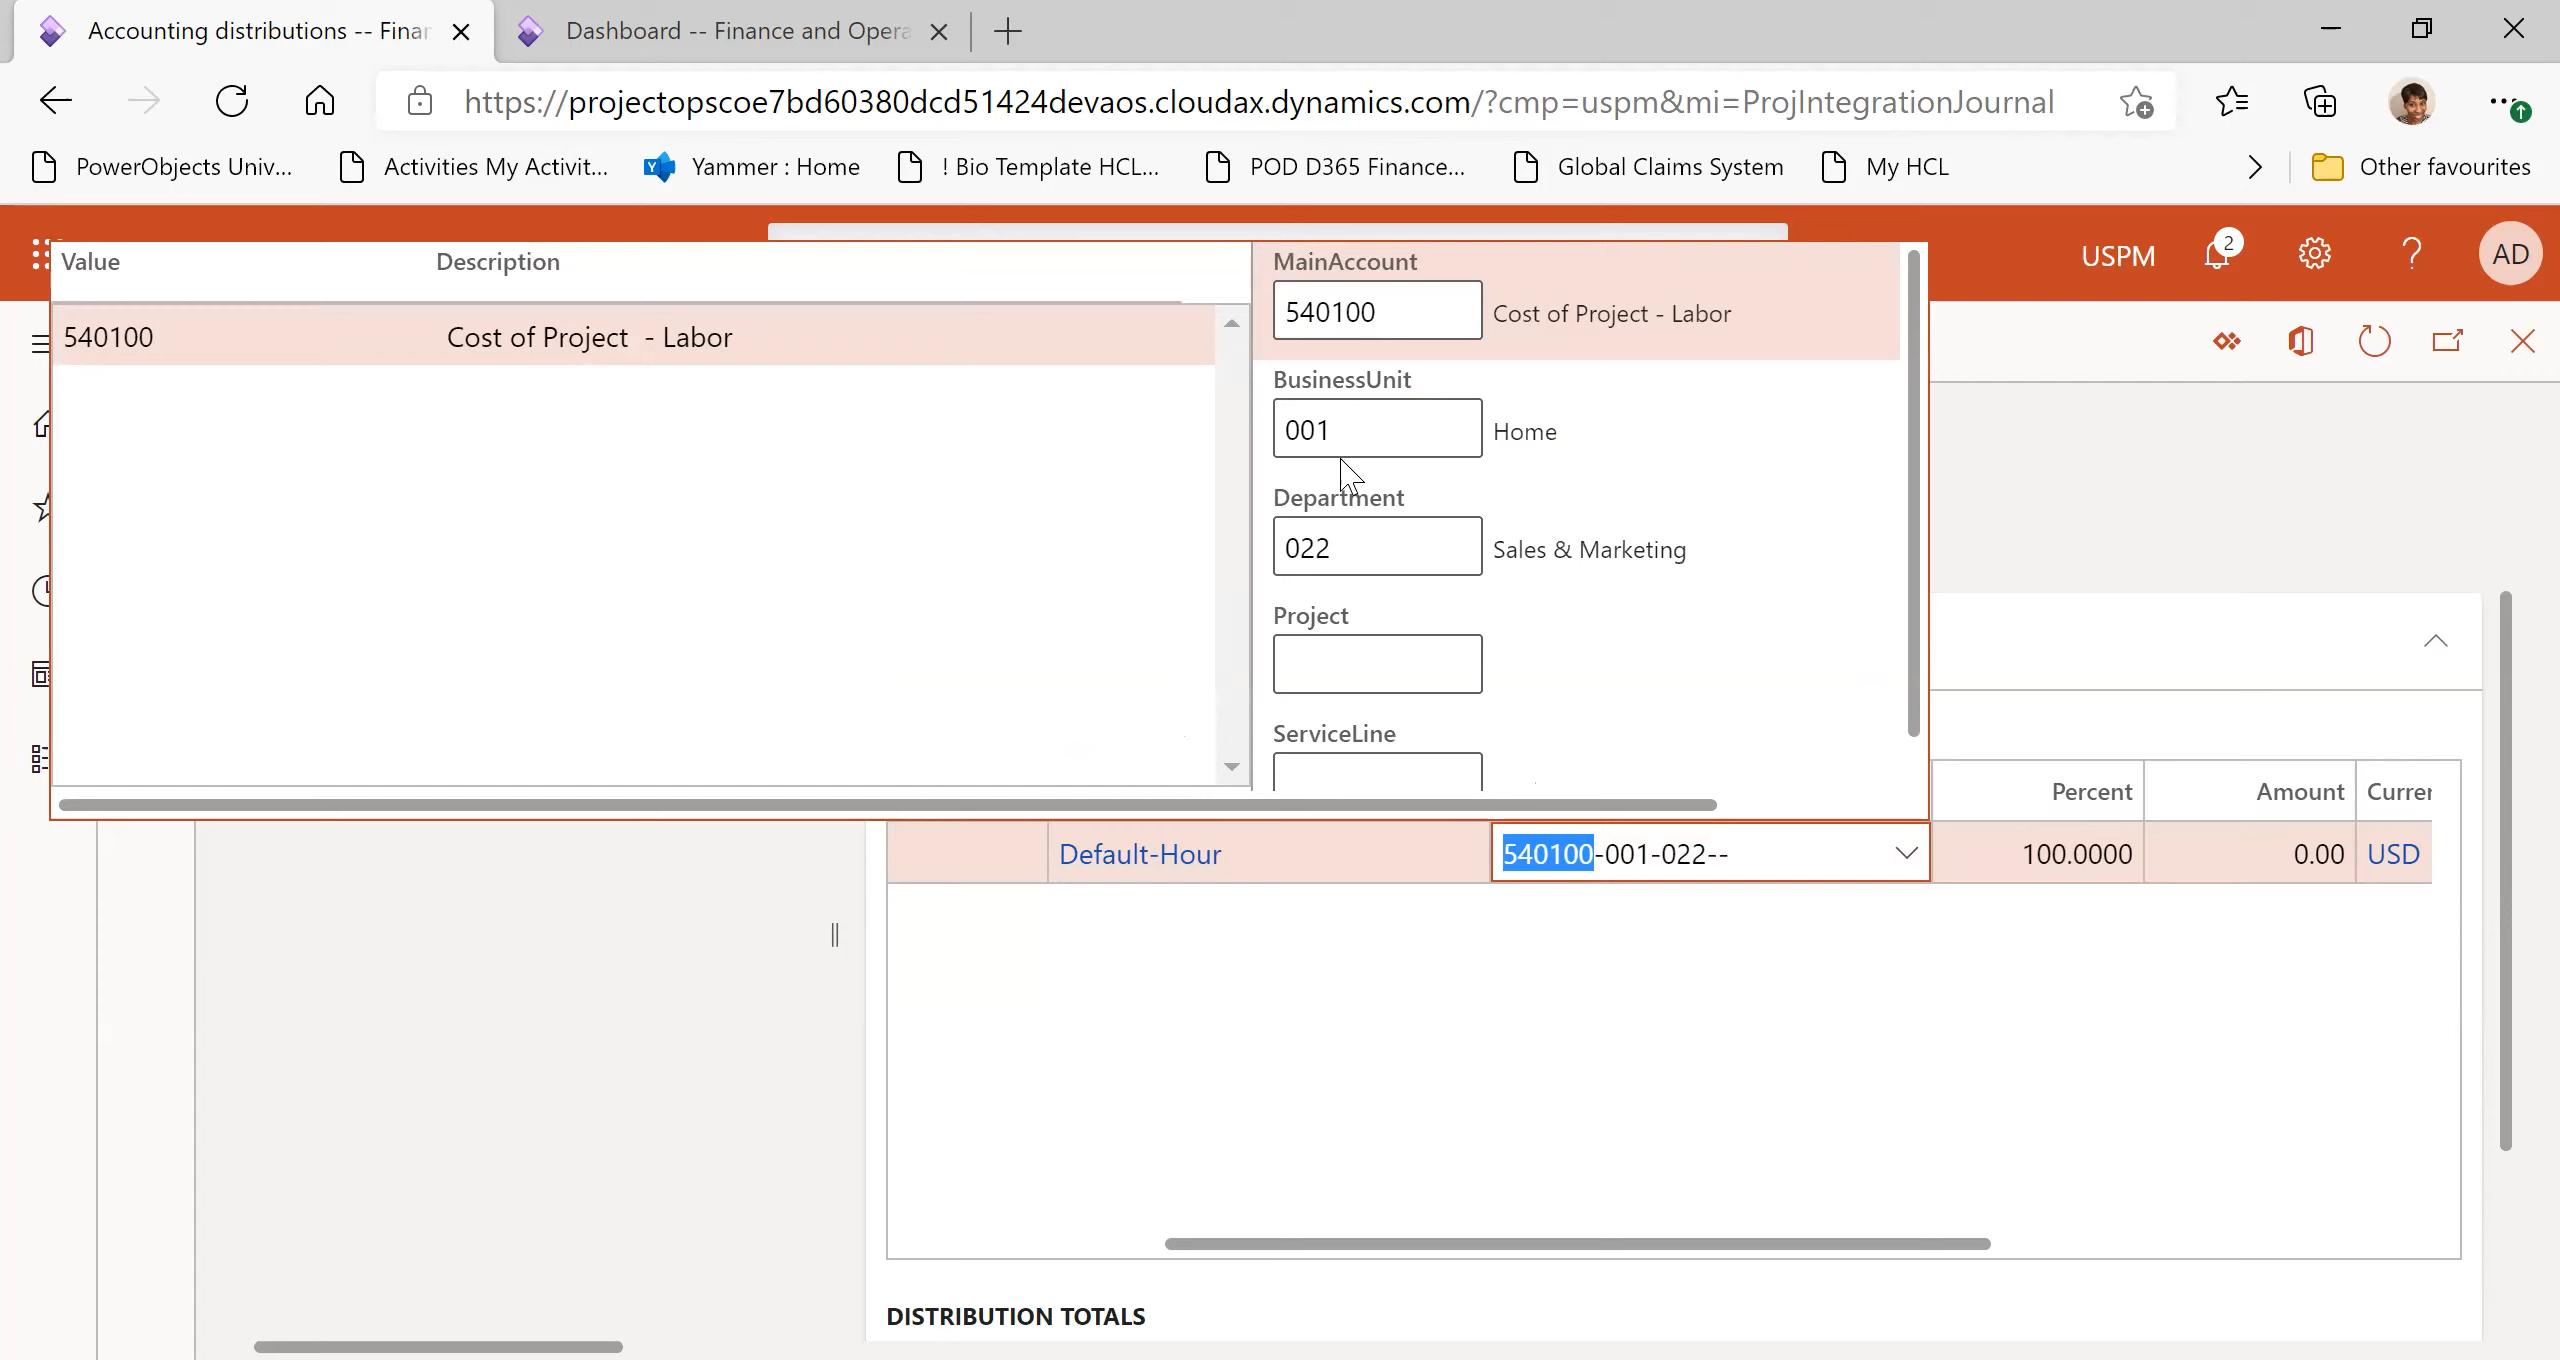 Accounting distributions -- Finar
Dashboard -- Finance and Opera
https://projectopscoe7bd60380dcd51424devaos.cloudax.dynamics.com/?cmp=uspm&mi=ProjIntegrationJournal
PowerObjects Univ...
Activities My Activit...
Yammer : Home
! Bio Template HCL...
POD D365 Finance...
Global Claims System
My HCL
Other favourites
USPM
2
?
AD
Value
Description
540100
Cost of Project - Labor
MainAccount
540100
Cost of Project - Labor
BusinessUnit
001
Home
Department
022
Sales & Marketing
Project
ServiceLine
Percent
Amount
Curren
Default-Hour
540100-001-022--
100.0000
0.00
USD
DISTRIBUTION TOTALS